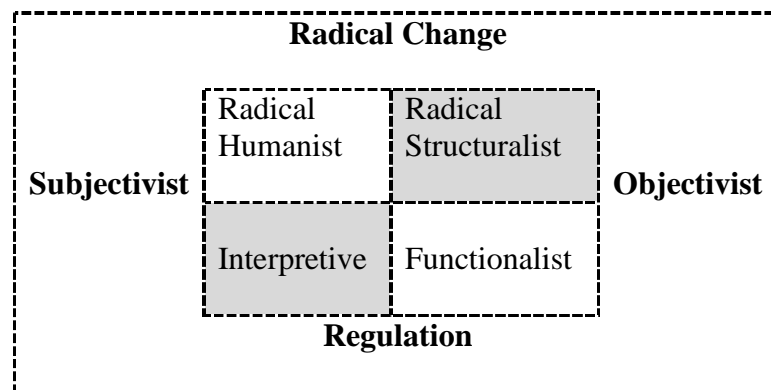 Radical Change
Radical Humanist
Radical Structuralist
Subjectivist
Objectivist
Interpretive
Functionalist
Regulation